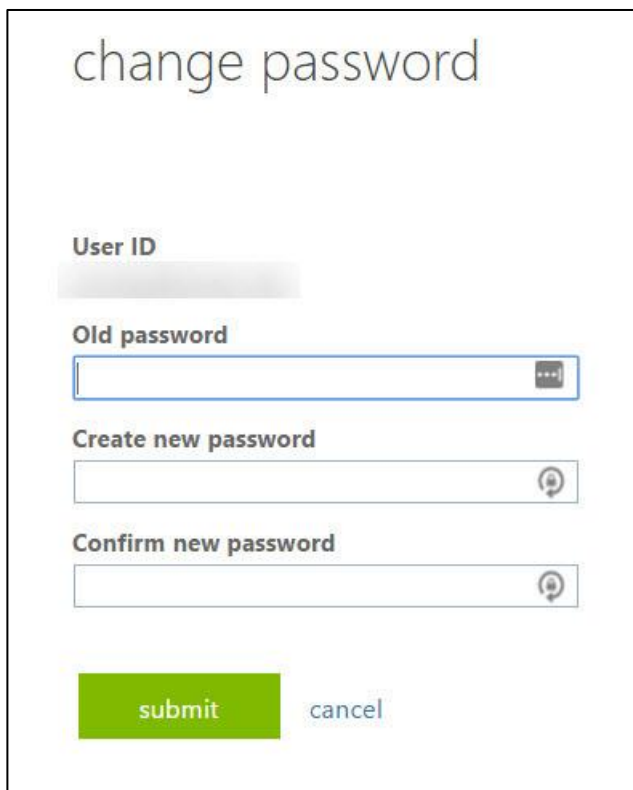 change password
User ID
Old password
Create new password
Confirm new password
submit cancel